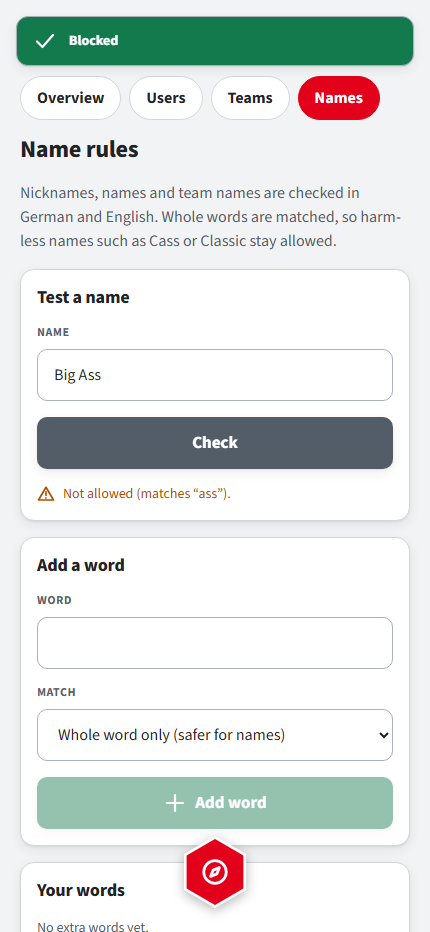 Blocked
Overview
Users
Teams
Names
Name rules
Nicknames, names and team names are checked in
German and English. Whole words are matched, so harm-
less names such as Cass or Classic stay allowed.
Test a name
NAME
Big Ass
Check
Not allowed (matches “ass”).
Add a word
WORD
MATCH
Whole word only (safer for names)
Add word
Your words
No extra words yet.